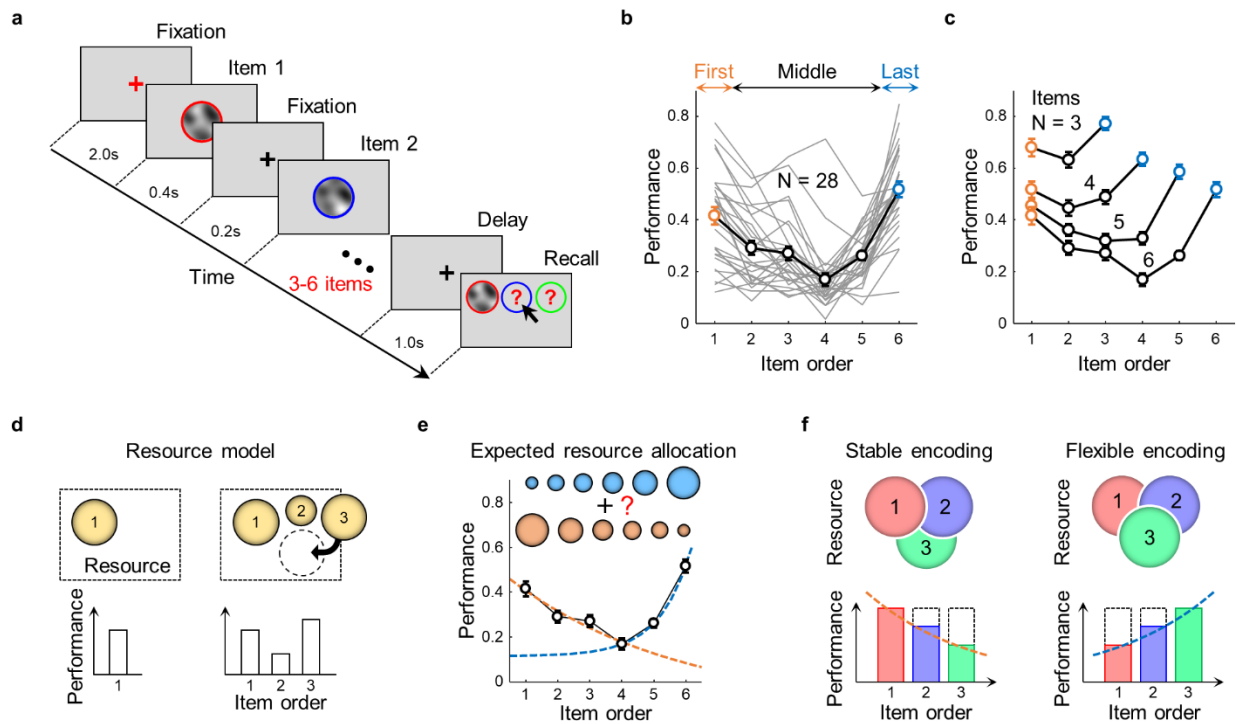 a
Fixation
+
Item 1
Fixation
+
Item 2
2.0s
0.4s
0.2s
Time
3-6 items
Delay
+
1.0s
Recall
? ?
b
First Middle Last
Performance
0.8
0.6
0.4
0.2
0
N = 28
1 2 3 4 5 6
Item order
c
Items
N = 3
4
5
6
Performance
0.8
0.6
0.4
0.2
0
1 2 3 4 5 6
Item order
d
Resource model
1
Resource
1 2 3
Performance
1
1 2 3
Item order
e
Expected resource allocation
+ ?
Performance
0.8
0.6
0.4
0.2
0
1 2 3 4 5 6
Item order
f
Stable encoding
Resource
1 2
3
Performance
1 2 3
Item order
Flexible encoding
Resource
1 2
3
Performance
1 2 3
Item order